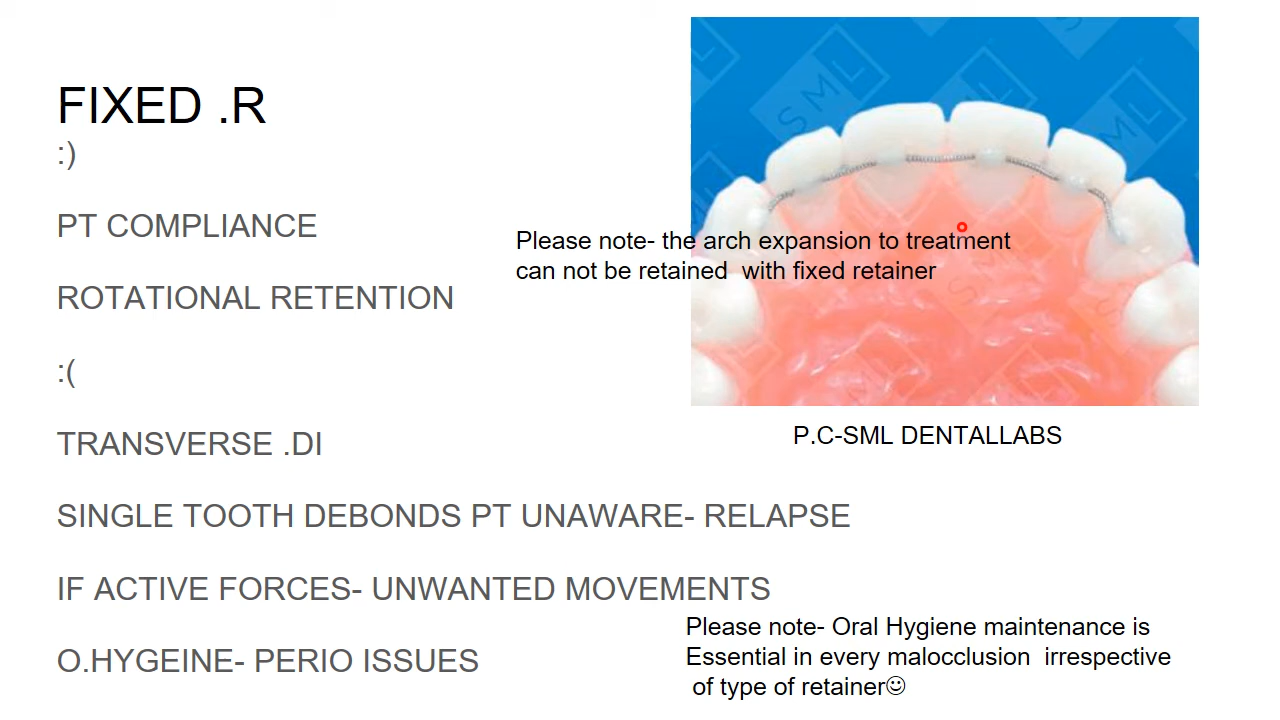 FIXED .R
:)
PT COMPLIANCE
Please note- the arch expansion to treatment
can not be retained with fixed retainer
ROTATIONAL RETENTION
:(
P.C-SML DENTALLABS
TRANSVERSE .DI
SINGLE TOOTH DEBONDS PT UNAWARE- RELAPSE
IF ACTIVE FORCES- UNWANTED MOVEMENTS
O.HYGEINE- PERIO ISSUES
Please note- Oral Hygiene maintenance is
Essential in every malocclusion irrespective
of type of retainer☺
SML